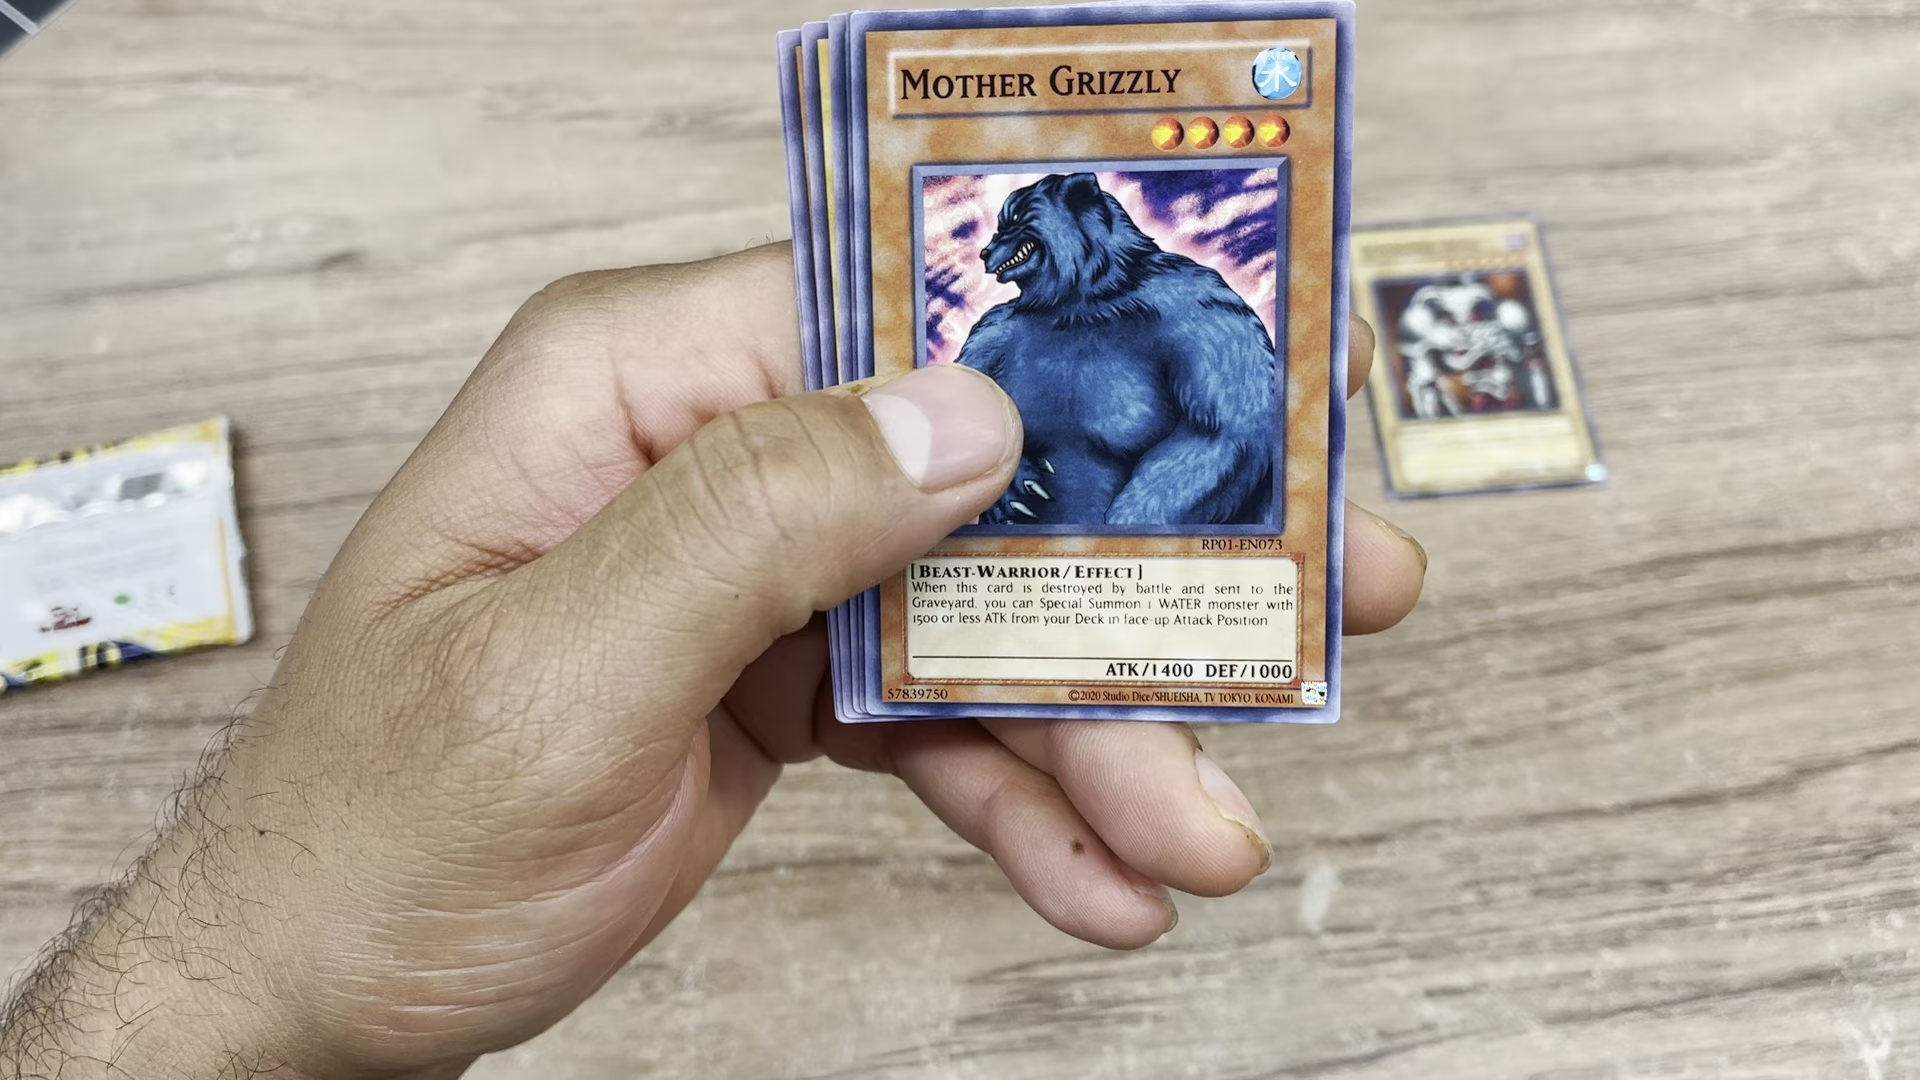 MOTHER GRIZZLY
WATER
水
RP01-EN073
[BEAST-WARRIOR/EFFECT]
When this card is destroyed by battle and sent to the
Graveyard, you can Special Summon 1 WATER monster with
1500 or less ATK from your Deck in face-up Attack Position
ATK/1400 DEF/1000
57839750
©2020 Studio Dice/SHUEISHA, TV TOKYO, KONAMI